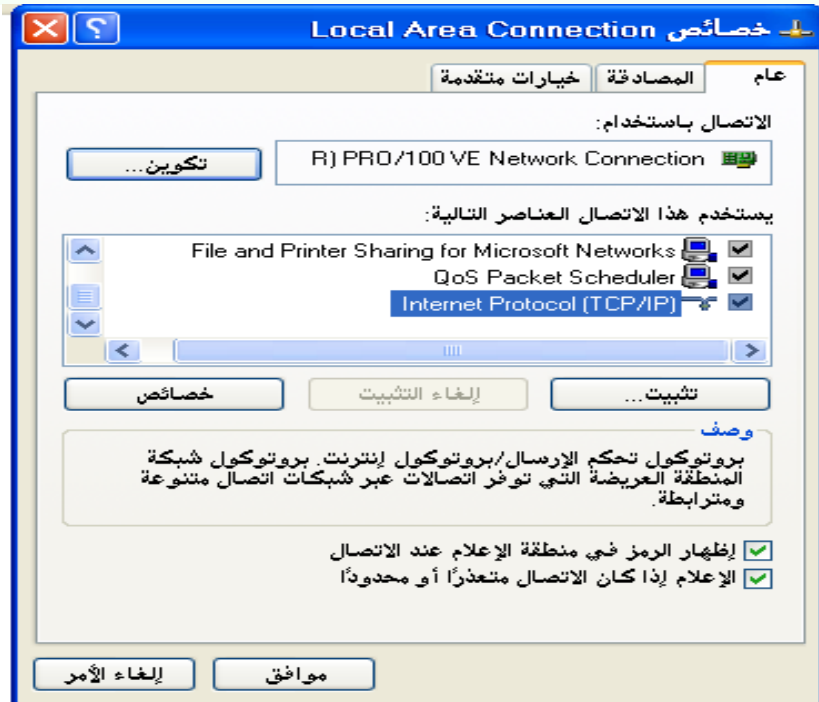 خصائص Local Area Connection
عام
المصادقة
خيارات متقدمة
الاتصال باستخدام:
R) PRO/100 VE Network Connection
تكوين...
يستخدم هذا الاتصال العناصر التالية:
File and Printer Sharing for Microsoft Networks
QoS Packet Scheduler
Internet Protocol (TCP/IP)
تثبيت...
إلغاء التثبيت
خصائص
وصف
بروتوكول تحكم الإرسال/بروتوكول إنترنت. بروتوكول شبكة
المنطقة العريضة التي توفر اتصالات عبر شبكات اتصال متنوعة
ومترابطة.
إظهار الرمز في منطقة الإعلام عند الاتصال
الإعلام إذا كان الاتصال متعذرًا أو محدودًا
موافق
إلغاء الأمر